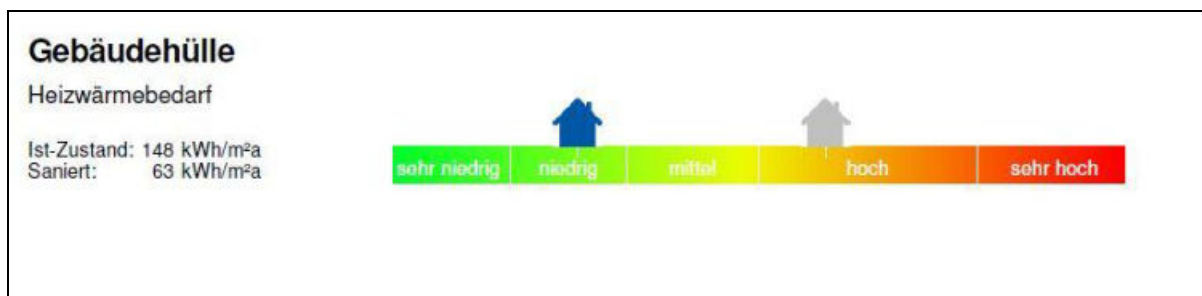 Gebäudehülle
Heizwärmebedarf
Ist-Zustand: 148 kWh/m²a
Saniert: 63 kWh/m²a
sehr niedrig niedrig mittel hoch sehr hoch